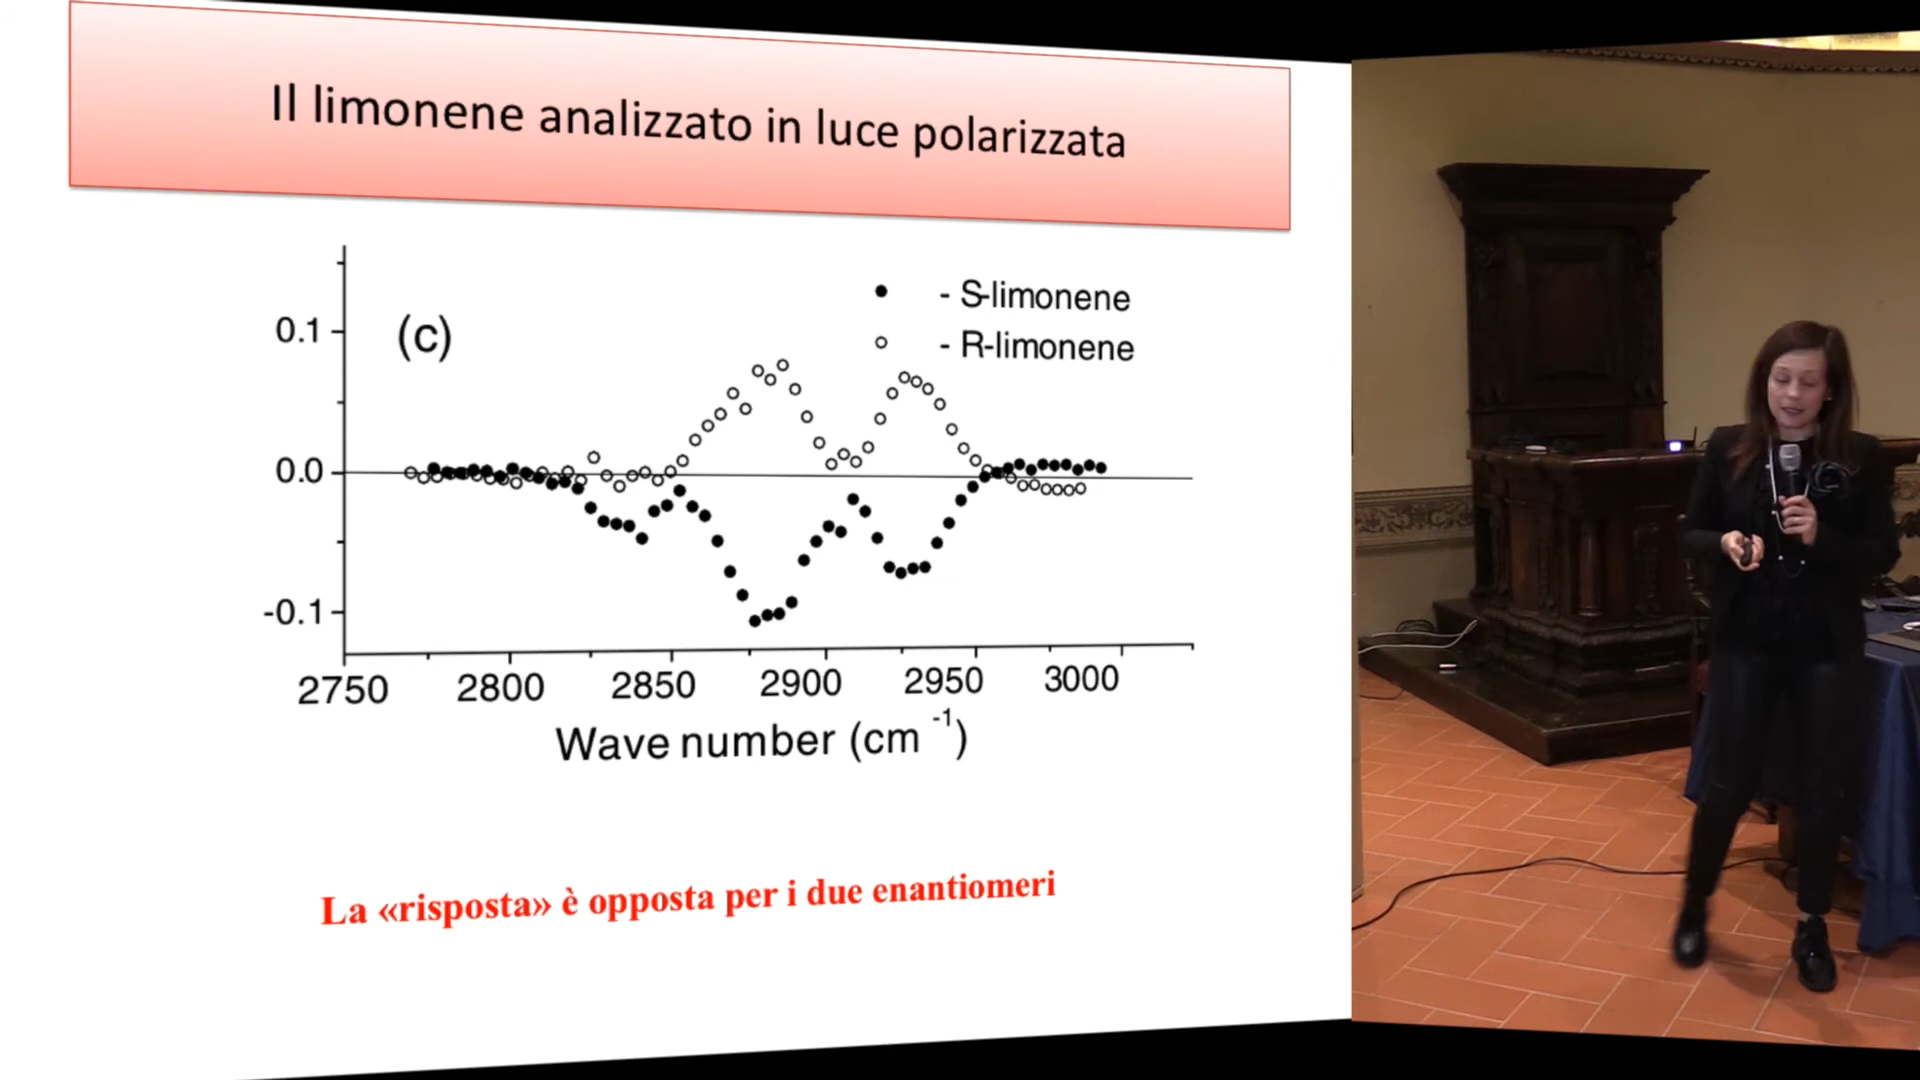 Il limonene analizzato in luce polarizzata
(c)
- S-limonene
- R-limonene
0.1
0.0
-0.1
2750 2800 2850 2900 2950 3000
Wave number (cm -1)
La «risposta» è opposta per i due enantiomeri